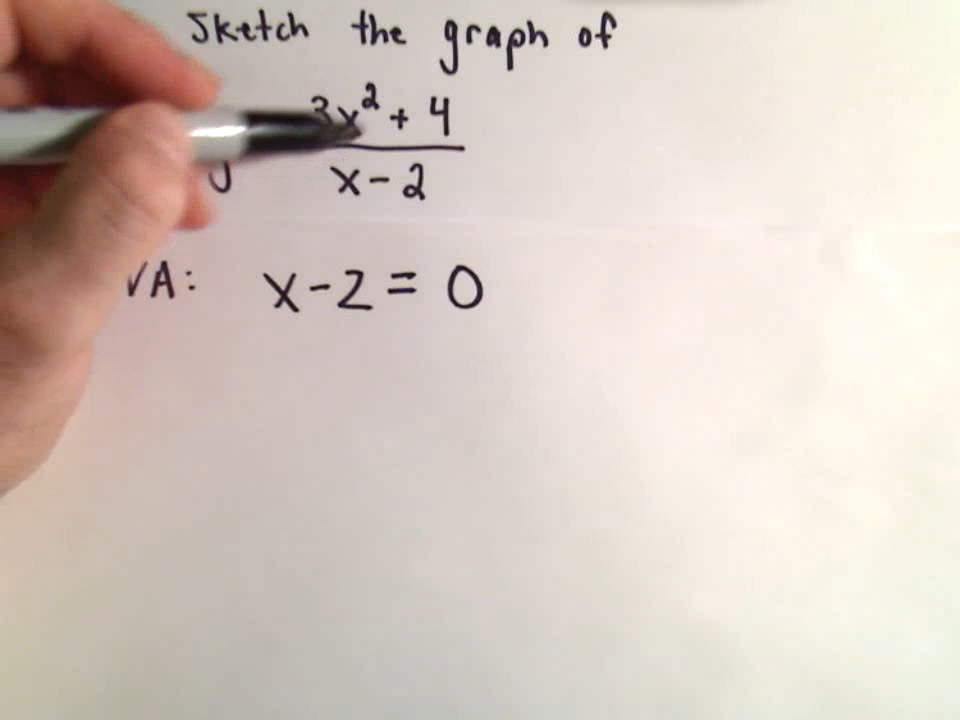 Sketch the graph of
3x² + 4
x - 2
VA: x - 2 = 0